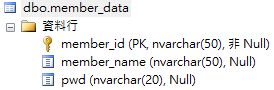 dbo.member_data
資料行
member_id (PK, nvarchar(50), 非 Null)
member_name (nvarchar(50), Null)
pwd (nvarchar(20), Null)